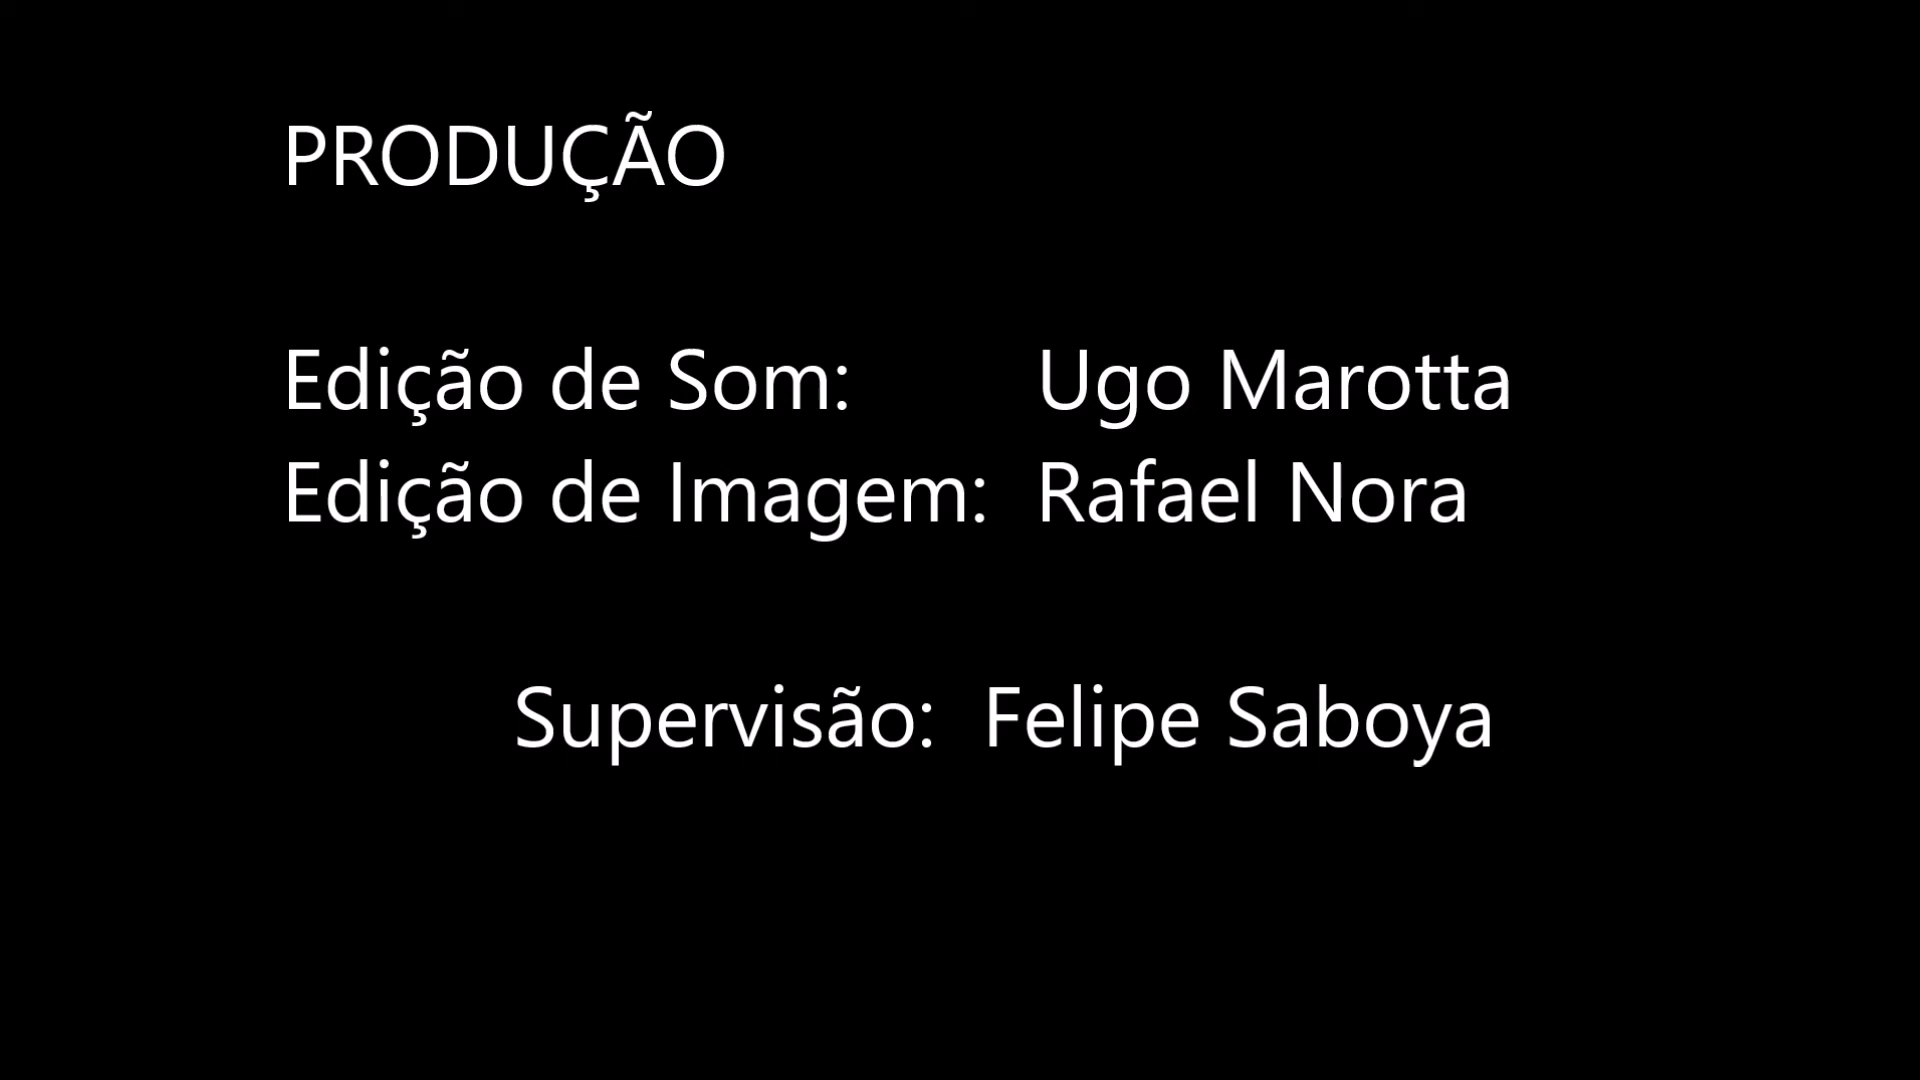 PRODUÇÃO
Edição de Som: Ugo Marotta
Edição de Imagem: Rafael Nora
Supervisão: Felipe Saboya